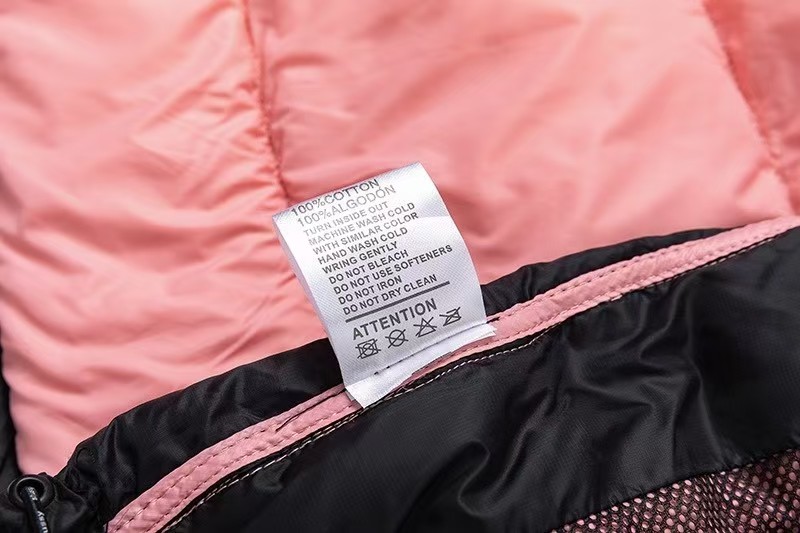 100%COTTON
100%ALGODÓN
TURN INSIDE OUT
MACHINE WASH COLD
WITH SIMILAR COLOR
HAND WASH COLD
WRING GENTLY
DO NOT BLEACH
DO NOT USE SOFTENERS
DO NOT IRON
DO NOT DRY CLEAN
ATTENTION